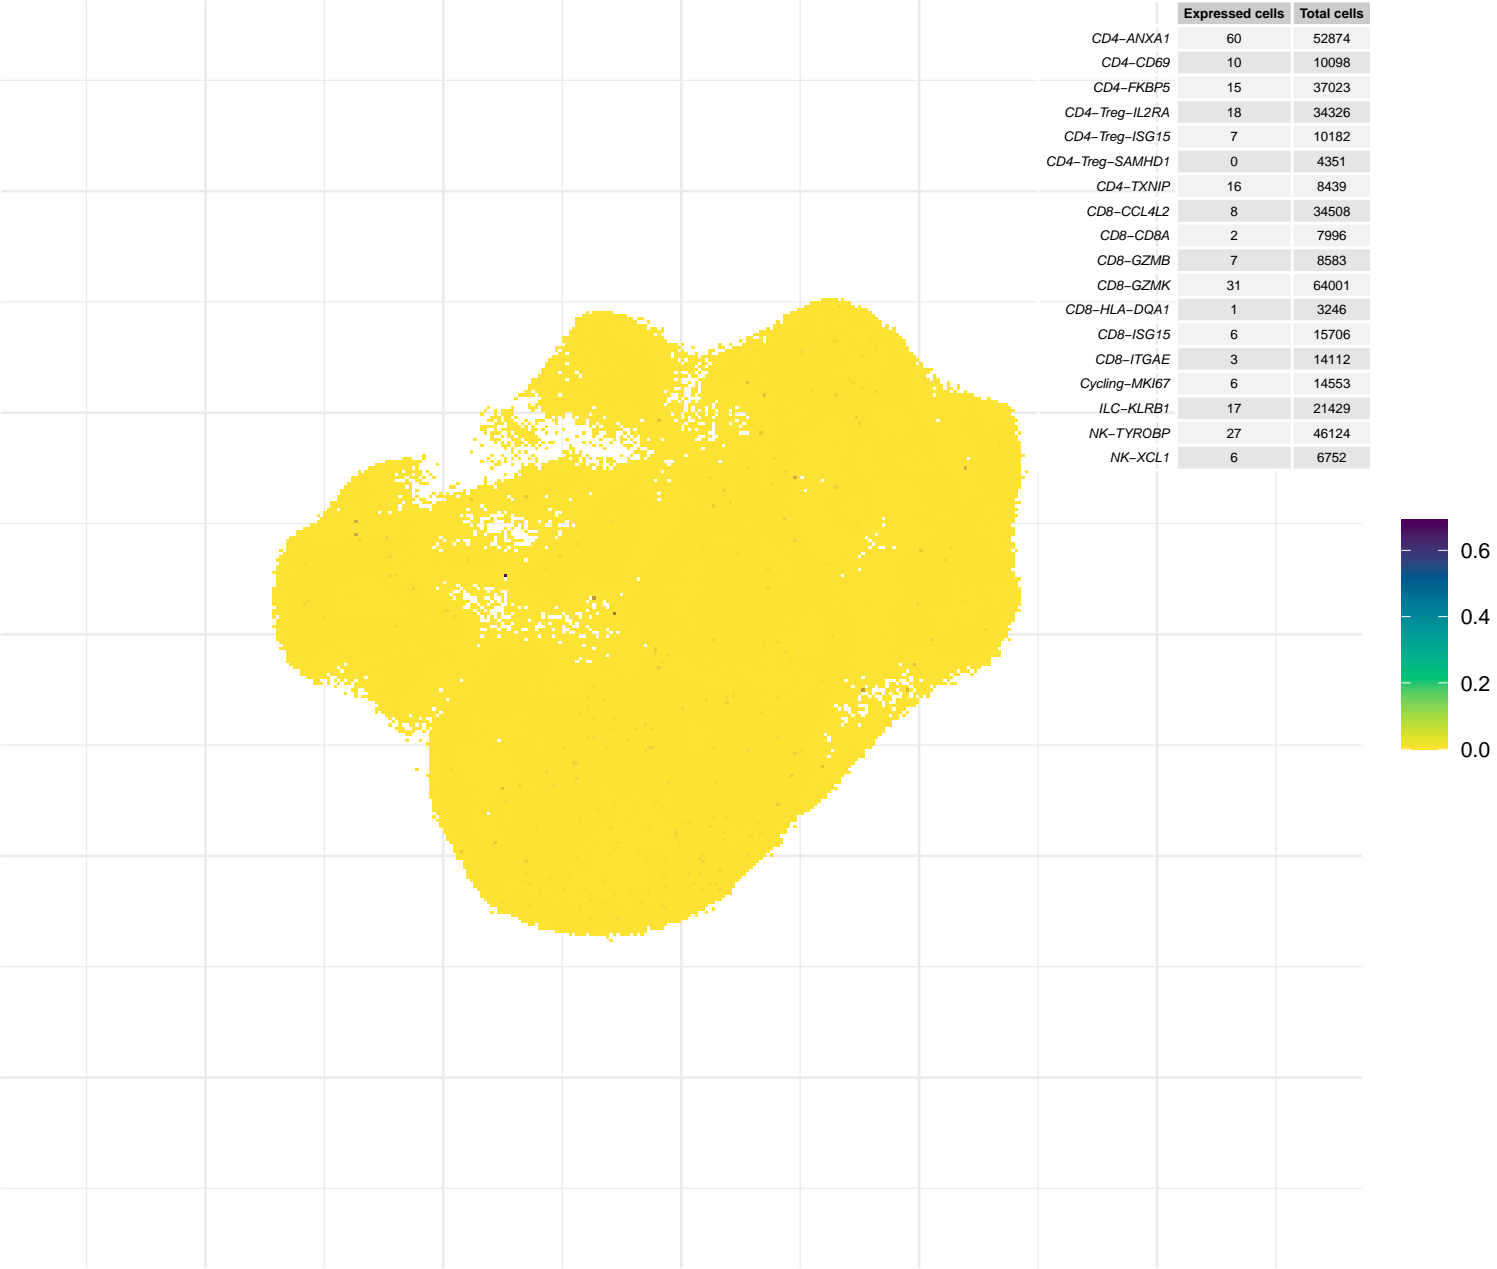 Expressed cells Total cells
CD4−ANXA1 60 52874
CD4−CD69 10 10098
CD4−FKBP5 15 37023
CD4−Treg−IL2RA 18 34326
CD4−Treg−ISG15 7 10182
CD4−Treg−SAMHD1 0 4351
CD4−TXNIP 16 8439
CD8−CCL4L2 8 34508
CD8−CD8A 2 7996
CD8−GZMB 7 8583
CD8−GZMK 31 64001
CD8−HLA−DQA1 1 3246
CD8−ISG15 6 15706
CD8−ITGAE 3 14112
Cycling−MKI67 6 14553
ILC−KLRB1 17 21429
NK−TYROBP 27 46124
NK−XCL1 6 6752
0.6
0.4
0.2
0.0